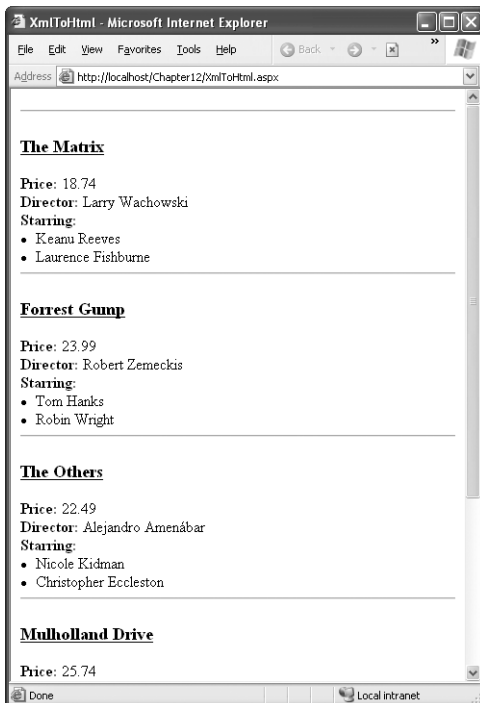 XmlToHtml - Microsoft Internet Explorer
File Edit View Favorites Tools Help Back »
Address http://localhost/Chapter12/XmlToHtml.aspx
The Matrix
Price: 18.74
Director: Larry Wachowski
Starring:
• Keanu Reeves
• Laurence Fishburne
Forrest Gump
Price: 23.99
Director: Robert Zemeckis
Starring:
• Tom Hanks
• Robin Wright
The Others
Price: 22.49
Director: Alejandro Amenábar
Starring:
• Nicole Kidman
• Christopher Eccleston
Mulholland Drive
Price: 25.74
Done Local intranet